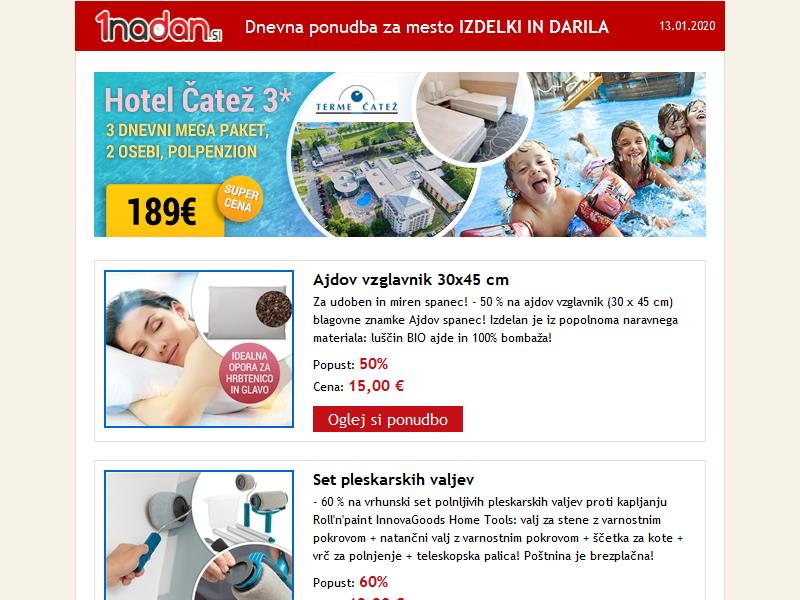 1nadan.si
Dnevna ponudba za mesto IZDELKI IN DARILA
13.01.2020
Hotel Čatež 3*
3 DNEVNI MEGA PAKET,
2 OSEBI, POLPENZION
189€
SUPER
CENA
TERME ČATEŽ
Ajdov vzglavnik 30x45 cm
Za udoben in miren spanec! - 50 % na ajdov vzglavnik (30 x 45 cm)
blagovne znamke Ajdov spanec! Izdelan je iz popolnoma naravnega
materiala: luščin BIO ajde in 100% bombaža!
Popust: 50%
Cena: 15,00 €
Oglej si ponudbo
IDEALNA
OPORA ZA
HRBTENICO
IN GLAVO
Set pleskarskih valjev
- 60 % na vrhunski set polnljivih pleskarskih valjev proti kapljanju
Roll'n'paint InnovaGoods Home Tools: valj za stene z varnostnim
pokrovom + natančni valj z varnostnim pokrovom + ščetka za kote +
vrč za polnjenje + teleskopska palica! Poštnina je brezplačna!
Popust: 60%